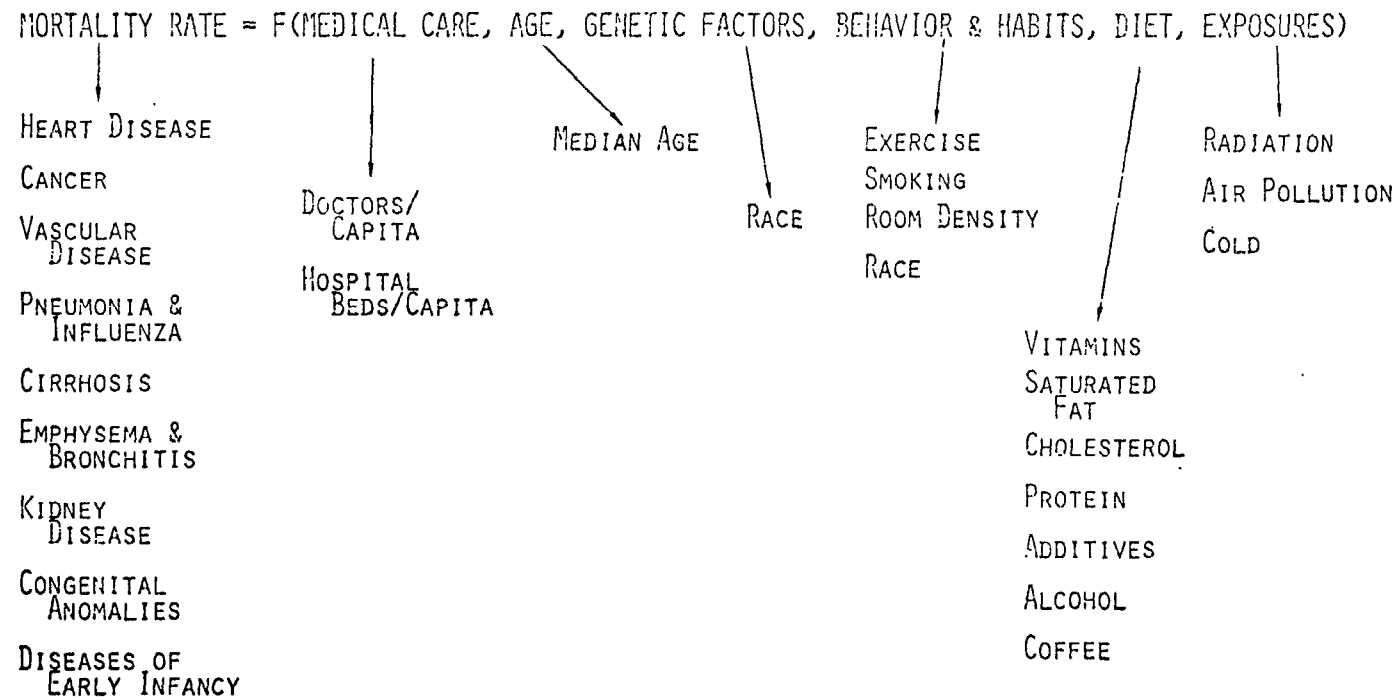 MORTALITY RATE = F(MEDICAL CARE, AGE, GENETIC FACTORS, BEHAVIOR & HABITS, DIET, EXPOSURES)
HEART DISEASE
CANCER
VASCULAR
DISEASE
PNEUMONIA &
INFLUENZA
CIRRHOSIS
EMPHYSEMA &
BRONCHITIS
KIDNEY
DISEASE
CONGENITAL
ANOMALIES
DISEASES OF
EARLY INFANCY
DOCTORS/
CAPITA
HOSPITAL
BEDS/CAPITA
MEDIAN AGE
RACE
EXERCISE
SMOKING
ROOM DENSITY
RACE
VITAMINS
SATURATED
FAT
CHOLESTEROL
PROTEIN
ADDITIVES
ALCOHOL
COFFEE
RADIATION
AIR POLLUTION
COLD